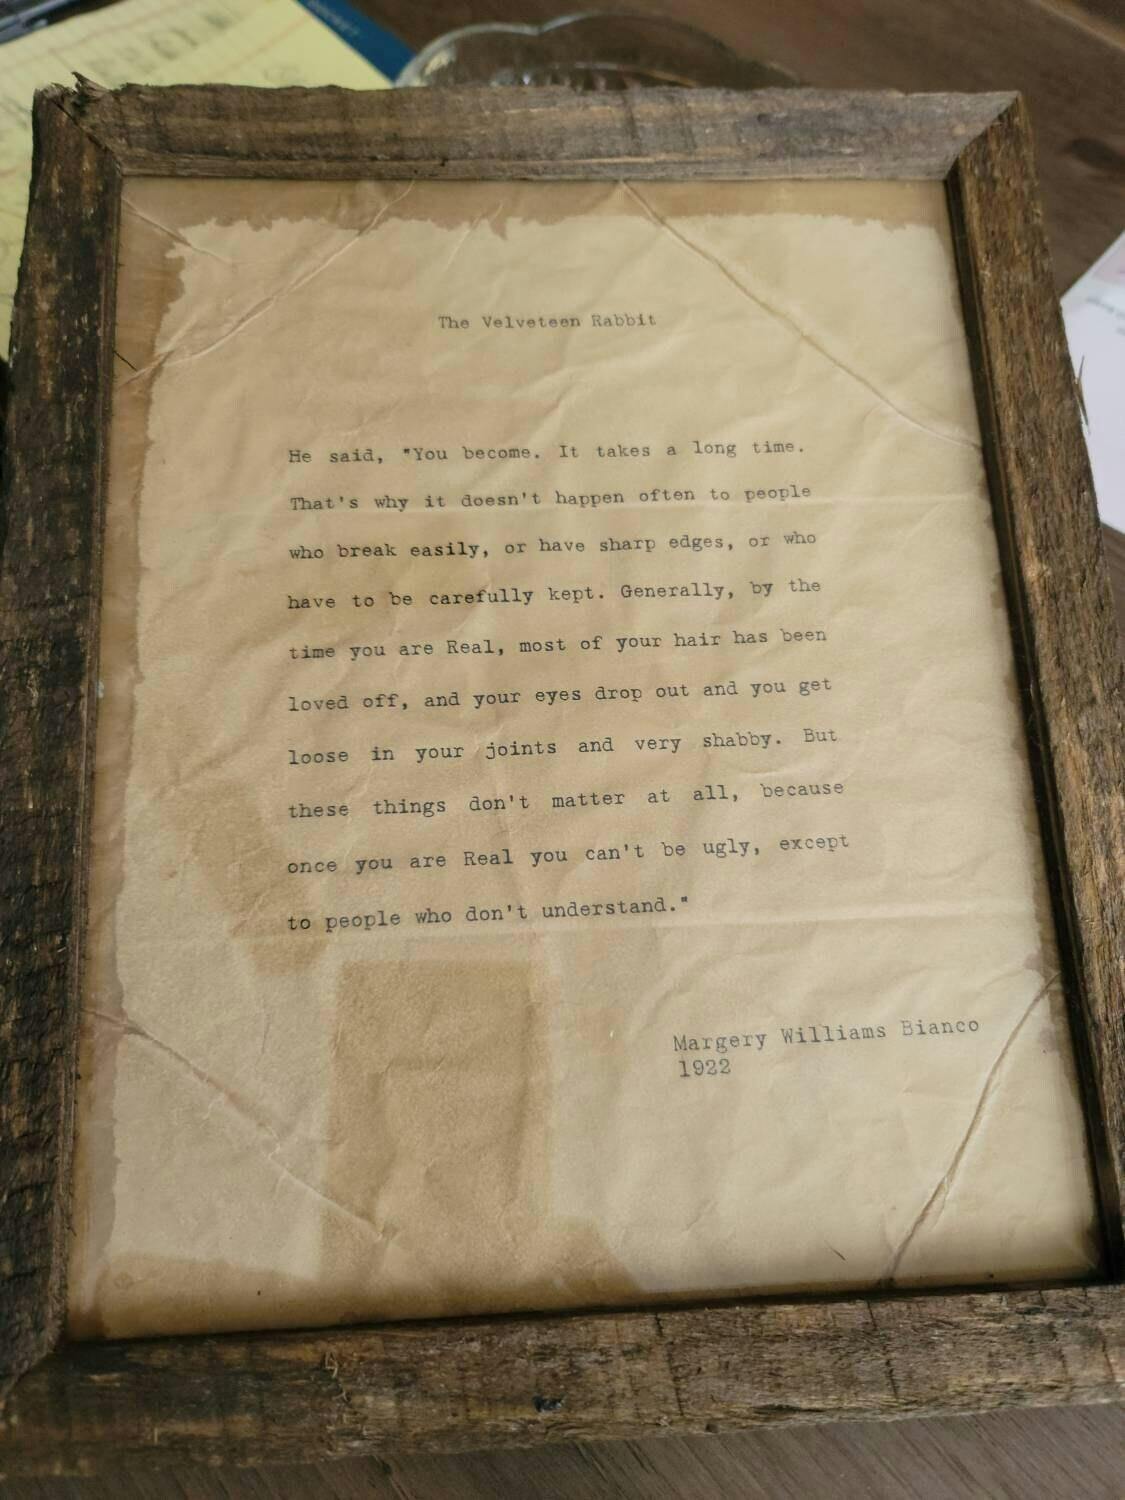 The Velveteen Rabbit
He said, "You become. It takes a long time.
That's why it doesn't happen often to people
who break easily, or have sharp edges, or who
have to be carefully kept. Generally, by the
time you are Real, most of your hair has been
loved off, and your eyes drop out and you get
loose in your joints and very shabby. But
these things don't matter at all, because
once you are Real you can't be ugly, except
to people who don't understand."
Margery Williams Bianco
1922